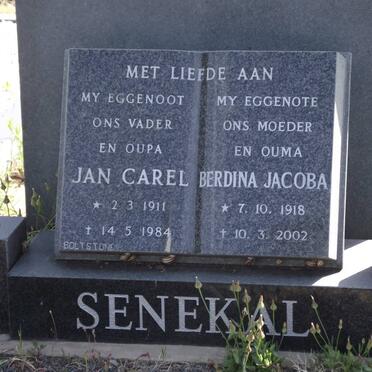 MET LIEFDE AAN
MY EGGENOOT
ONS VADER
EN OUPA
JAN CAREL
* 2.3.1911
† 14.5.1984
BOLTSTONE
MY EGGENOTE
ONS MOEDER
EN OUMA
BERDINA JACOBA
* 7.10.1918
† 10.3.2002
SENEKAL